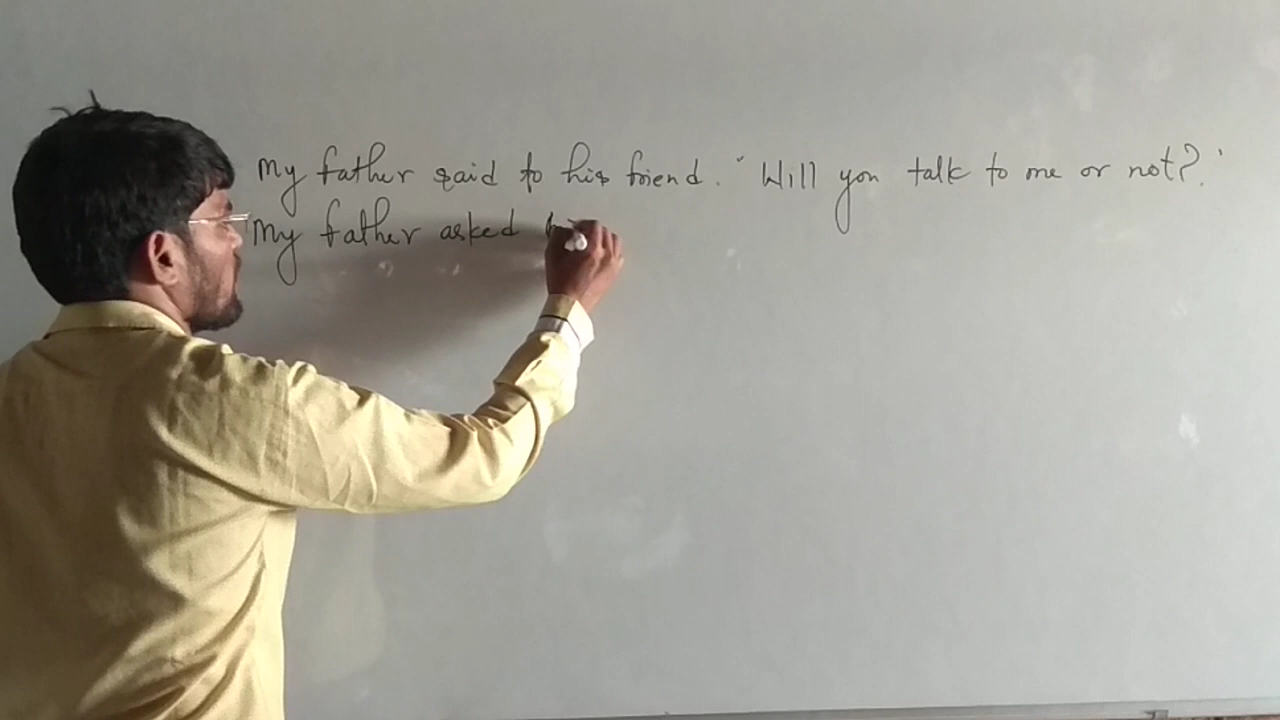 My father said to his friend. "Will you talk to me or not?.'
My father asked